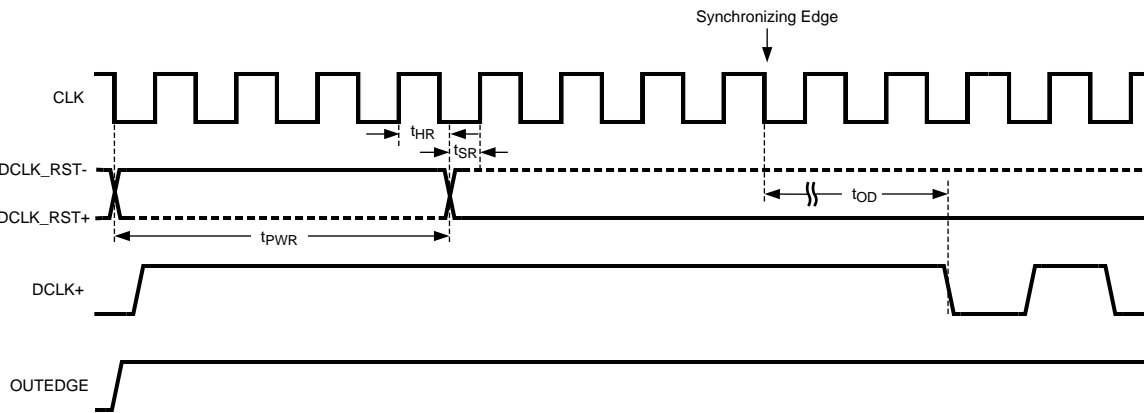 Synchronizing Edge
CLK
tHR
tSR
DCLK_RST-
tOD
DCLK_RST+
tPWR
DCLK+
OUTEDGE